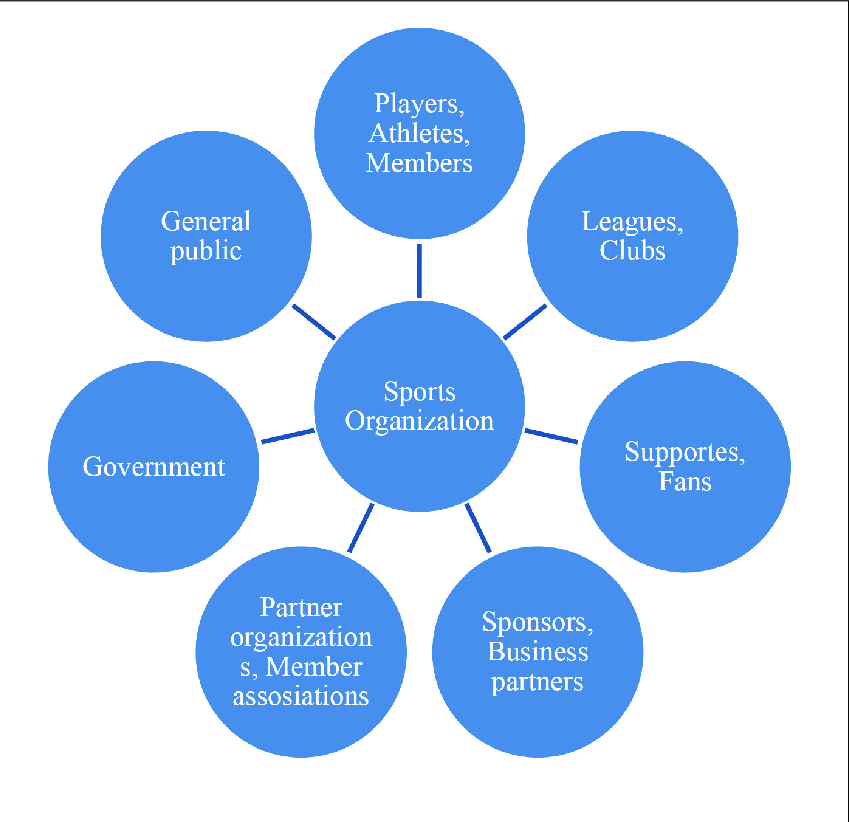 Players,
Athletes,
Members
General
public
Leagues,
Clubs
Sports
Organization
Government
Supportes,
Fans
Partner
organization
s, Member
assosiations
Sponsors,
Business
partners